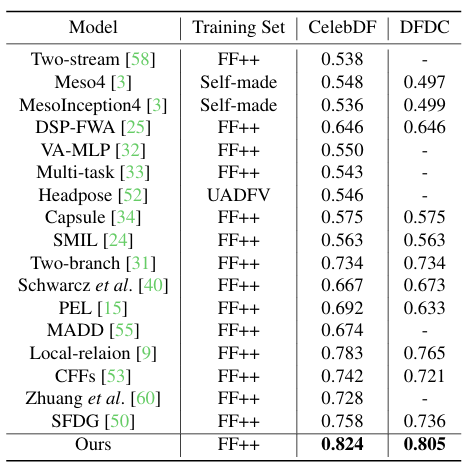 Model Training Set CelebDF DFDC
Two-stream [58] FF++ 0.538 -
Meso4 [3] Self-made 0.548 0.497
MesoInception4 [3] Self-made 0.536 0.499
DSP-FWA [25] FF++ 0.646 0.646
VA-MLP [32] FF++ 0.550 -
Multi-task [33] FF++ 0.543 -
Headpose [52] UADFV 0.546 -
Capsule [34] FF++ 0.575 0.575
SMIL [24] FF++ 0.563 0.563
Two-branch [31] FF++ 0.734 0.734
Schwarcz et al. [40] FF++ 0.667 0.673
PEL [15] FF++ 0.692 0.633
MADD [55] FF++ 0.674 -
Local-relaion [9] FF++ 0.783 0.765
CFFs [53] FF++ 0.742 0.721
Zhuang et al. [60] FF++ 0.728 -
SFDG [50] FF++ 0.758 0.736
Ours FF++ 0.824 0.805